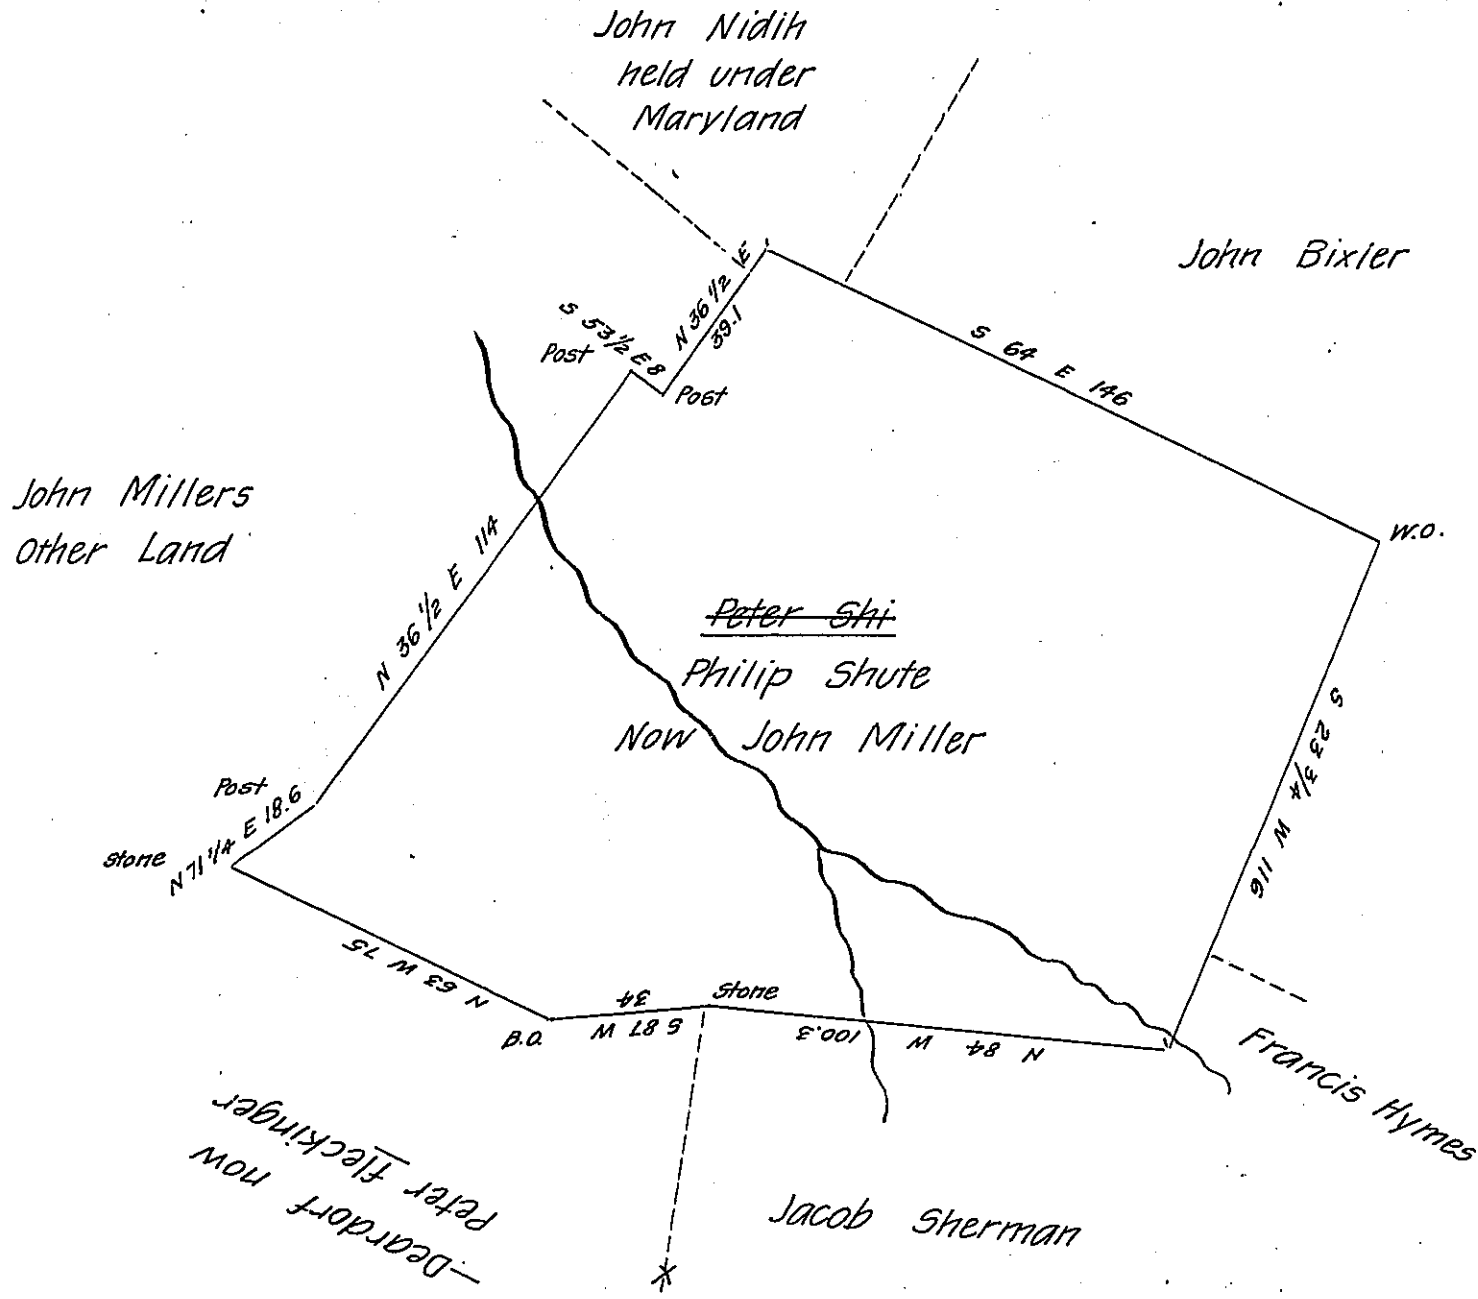 John Nidih
held under
Maryland
John Bixler
N 36 1/2 E
39.1
S 53 1/2 E 8
Post
Post
S 64 E 146
W.O.
John Millers
Other Land
N 36 1/2 E 114
Peter Shi
Philip Shute
Now John Miller
S 23 3/4 W 116
Post
N 71 1/4 E 18.6
Stone
N 63 W 75
B.O.
S 87 W
34
Stone
N 84 W 100.3
Francis Hymes
Jacob Sherman
—Deardorf now
Peter fleckinger